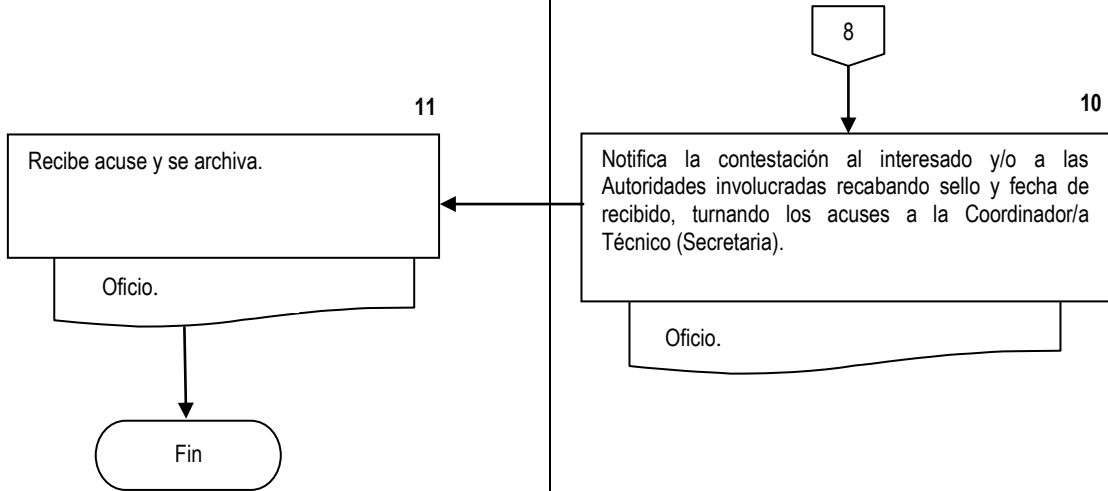 8
11
10
Recibe acuse y se archiva.
Notifica la contestación al interesado y/o a las
Autoridades involucradas recabando sello y fecha de
recibido, turnando los acuses a la Coordinador/a
Técnico (Secretaria).
Oficio.
Oficio.
Fin